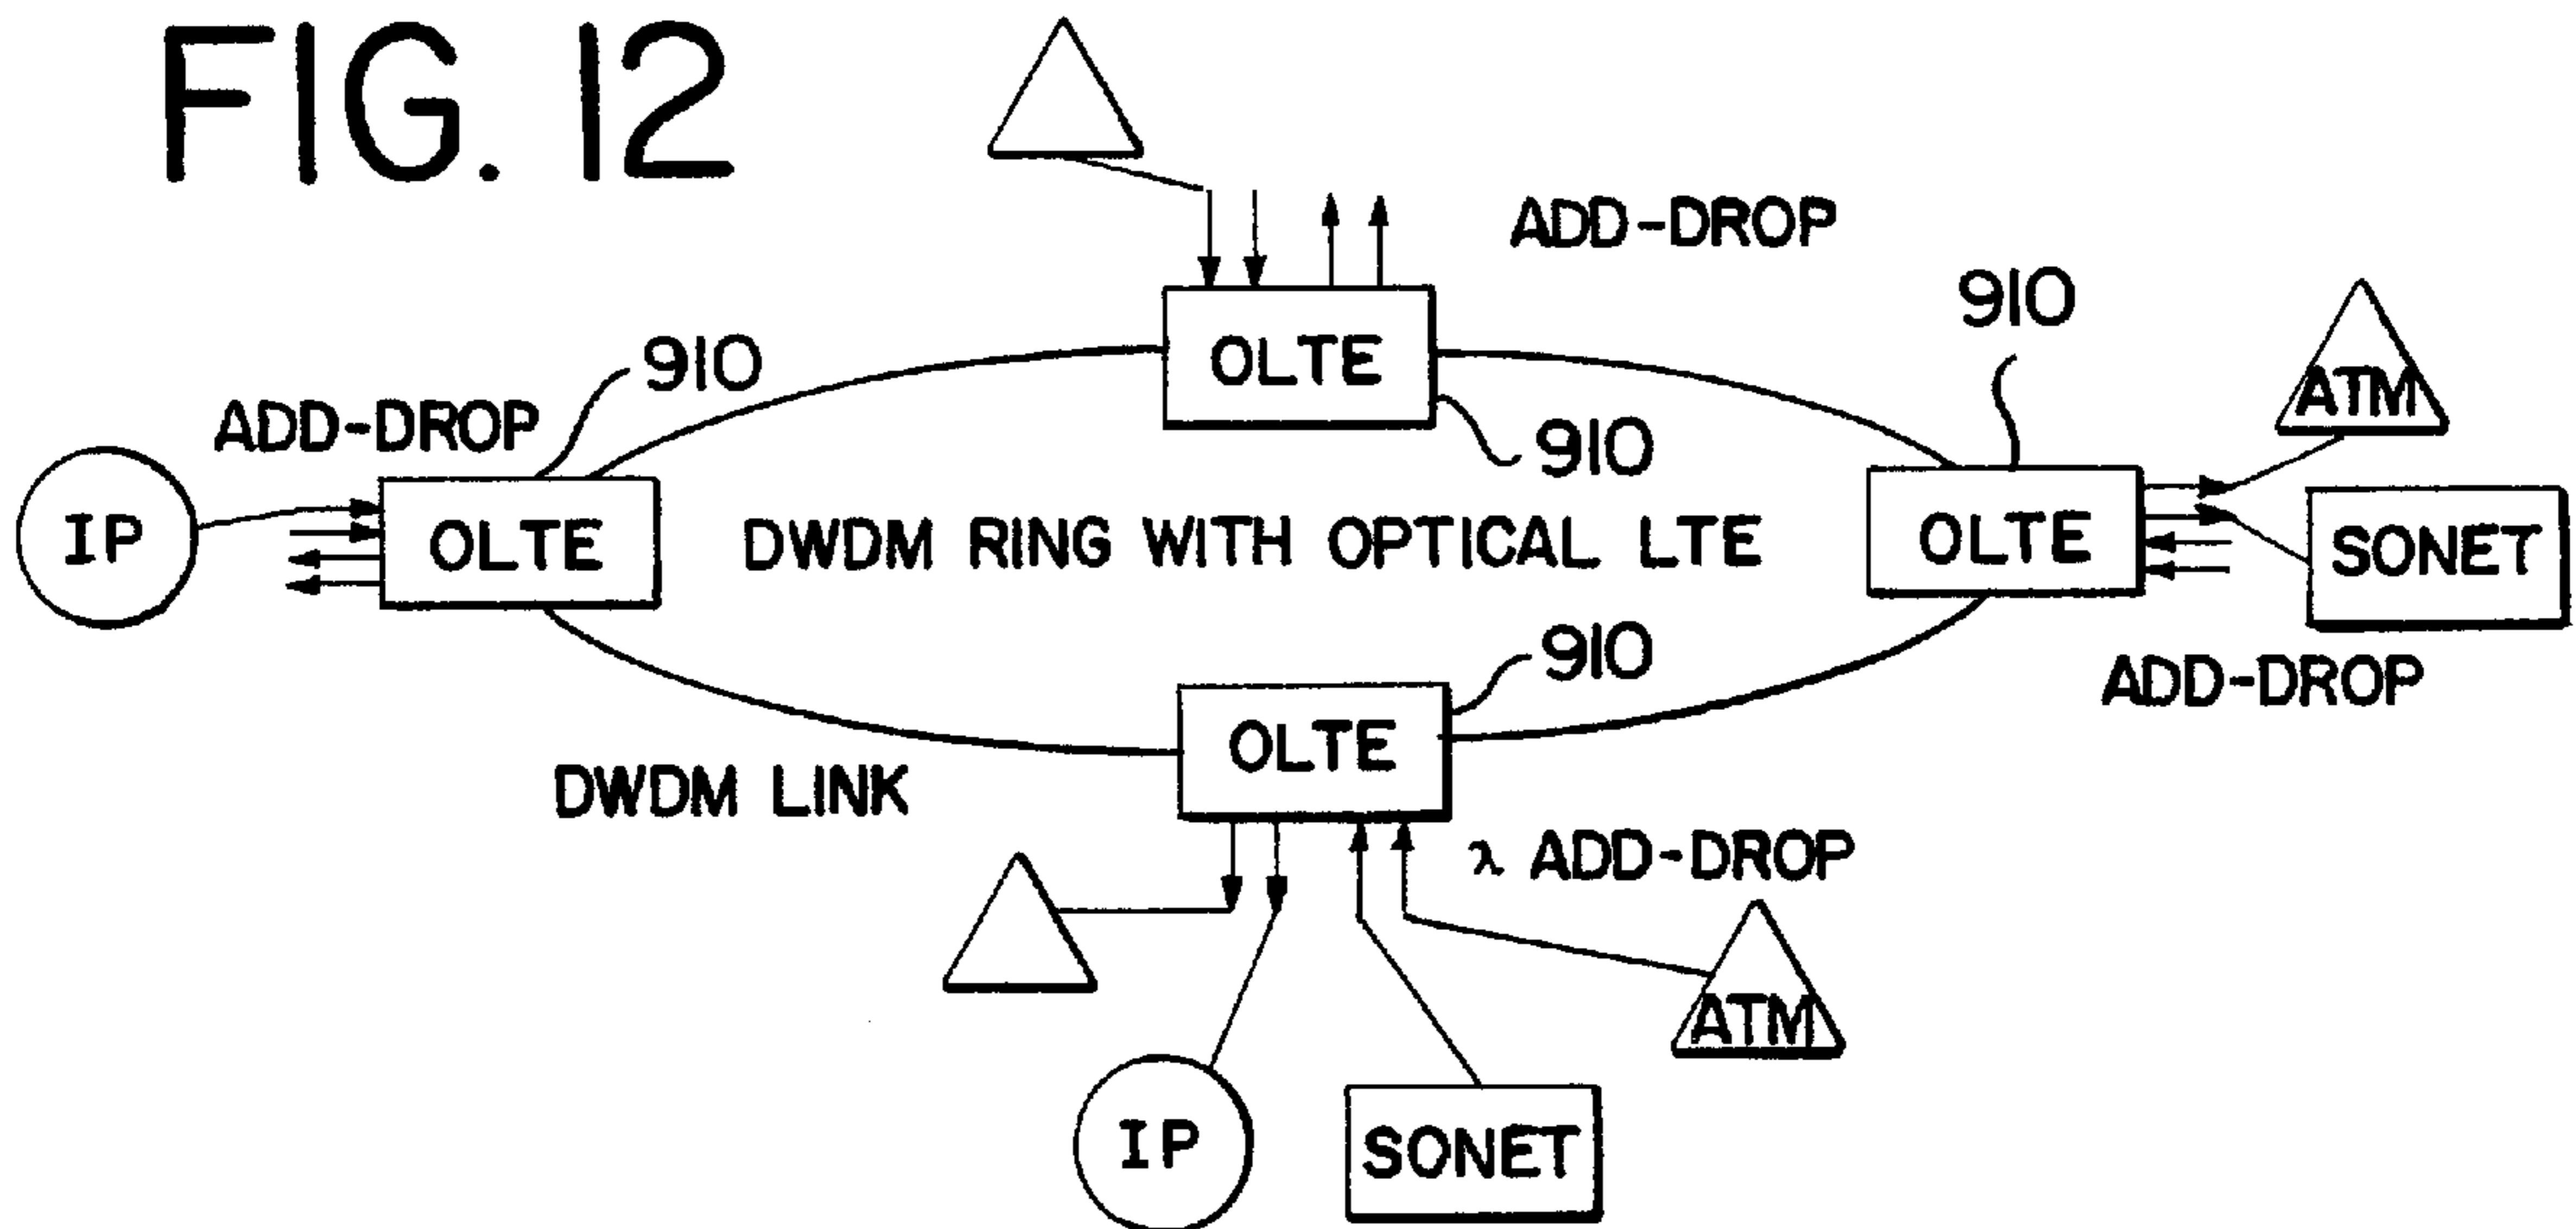 FIG. 12
ADD-DROP
910
OLTE
910
ATM
910
ADD-DROP
IP
OLTE
DWDM RING WITH OPTICAL LTE
OLTE
SONET
910
ADD-DROP
OLTE
DWDM LINK
λ ADD-DROP
ATM
IP
SONET